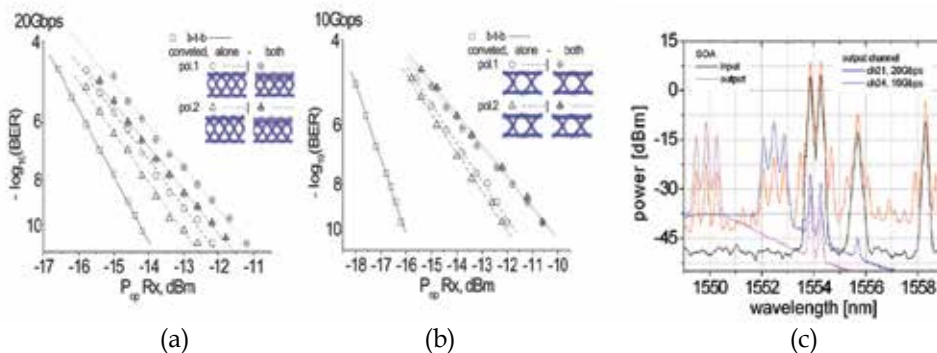 20Gbps
b-t-b
conveted, alone - both
pol.1
pol.2
4
6
8
10
- log₁₀(BER)
-17 -16 -15 -14 -13 -12 -11
P_op Rx, dBm
(a)
10Gbps
b-t-b
conveted, alone - both
pol.1
pol.2
4
6
8
10
- log₁₀(BER)
-18 -17 -16 -15 -14 -13 -12 -11 -10
P_op Rx, dBm
(b)
SOA
input
output
output channel
ch21, 20Gbps
ch24, 10Gbps
15
0
-15
-30
-45
power [dBm]
1550 1552 1554 1556 1558
wavelength [nm]
(c)